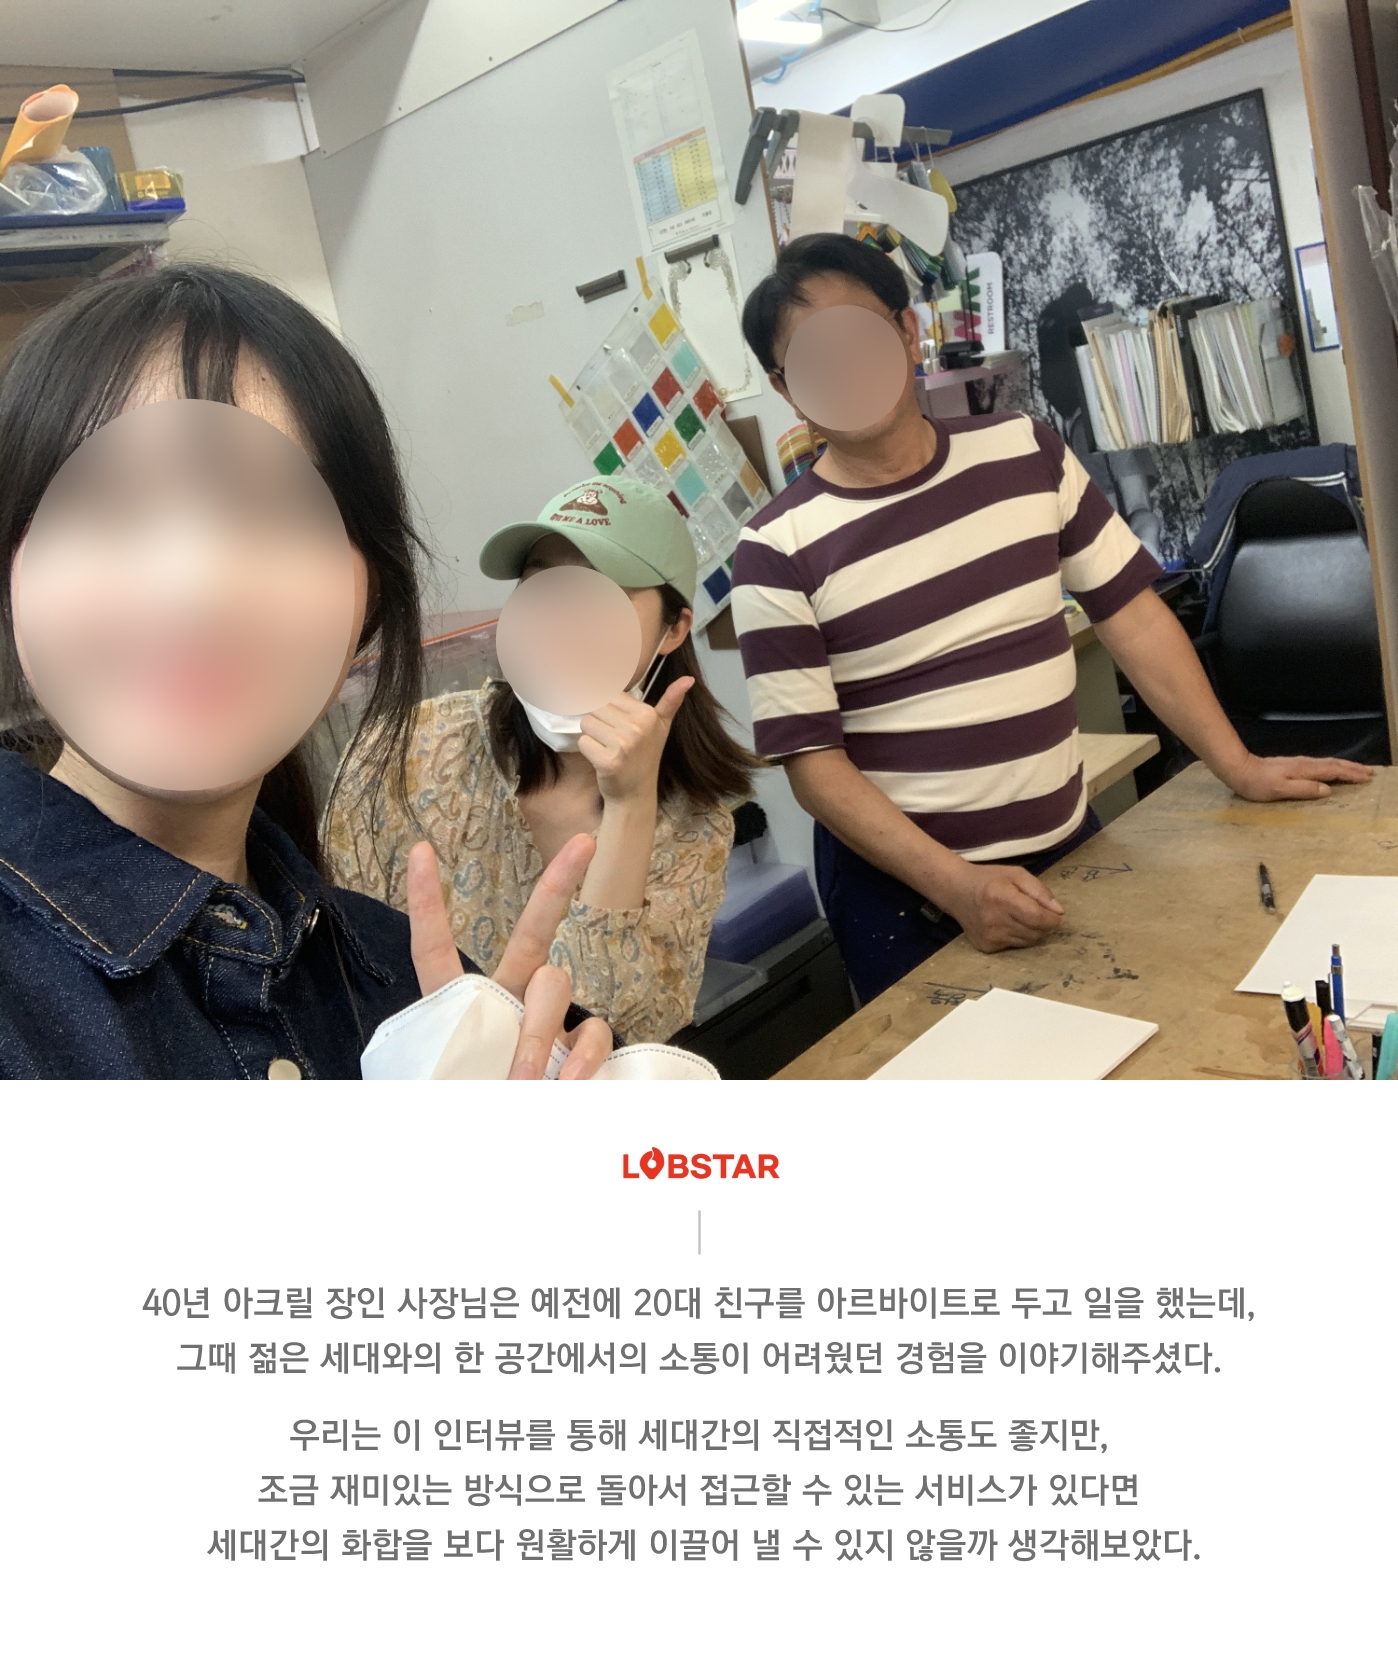 RESTROOM
LOBSTAR
40년 아크릴 장인 사장님은 예전에 20대 친구를 아르바이트로 두고 일을 했는데,
그때 젊은 세대와의 한 공간에서의 소통이 어려웠던 경험을 이야기해주셨다.
우리는 이 인터뷰를 통해 세대간의 직접적인 소통도 좋지만,
조금 재미있는 방식으로 돌아서 접근할 수 있는 서비스가 있다면
세대간의 화합을 보다 원활하게 이끌어 낼 수 있지 않을까 생각해보았다.